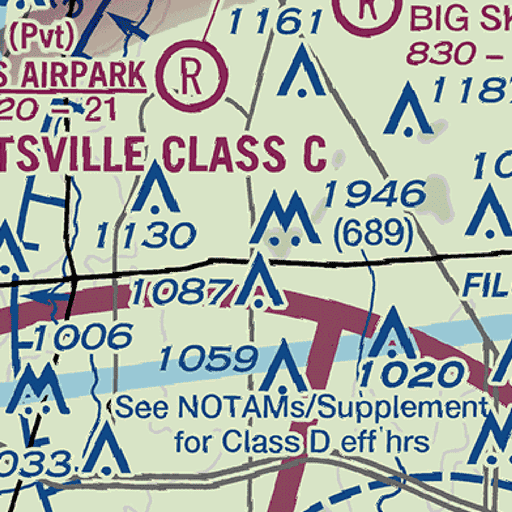 1161
(Pvt)
BIG SK
R
830 –
R
S AIRPARK
1187
20 – 21
TSVILLE CLASS C
10
1946
(689)
1130
FIL
1087
1006
1059
1020
See NOTAMs/Supplement
for Class D eff hrs
033